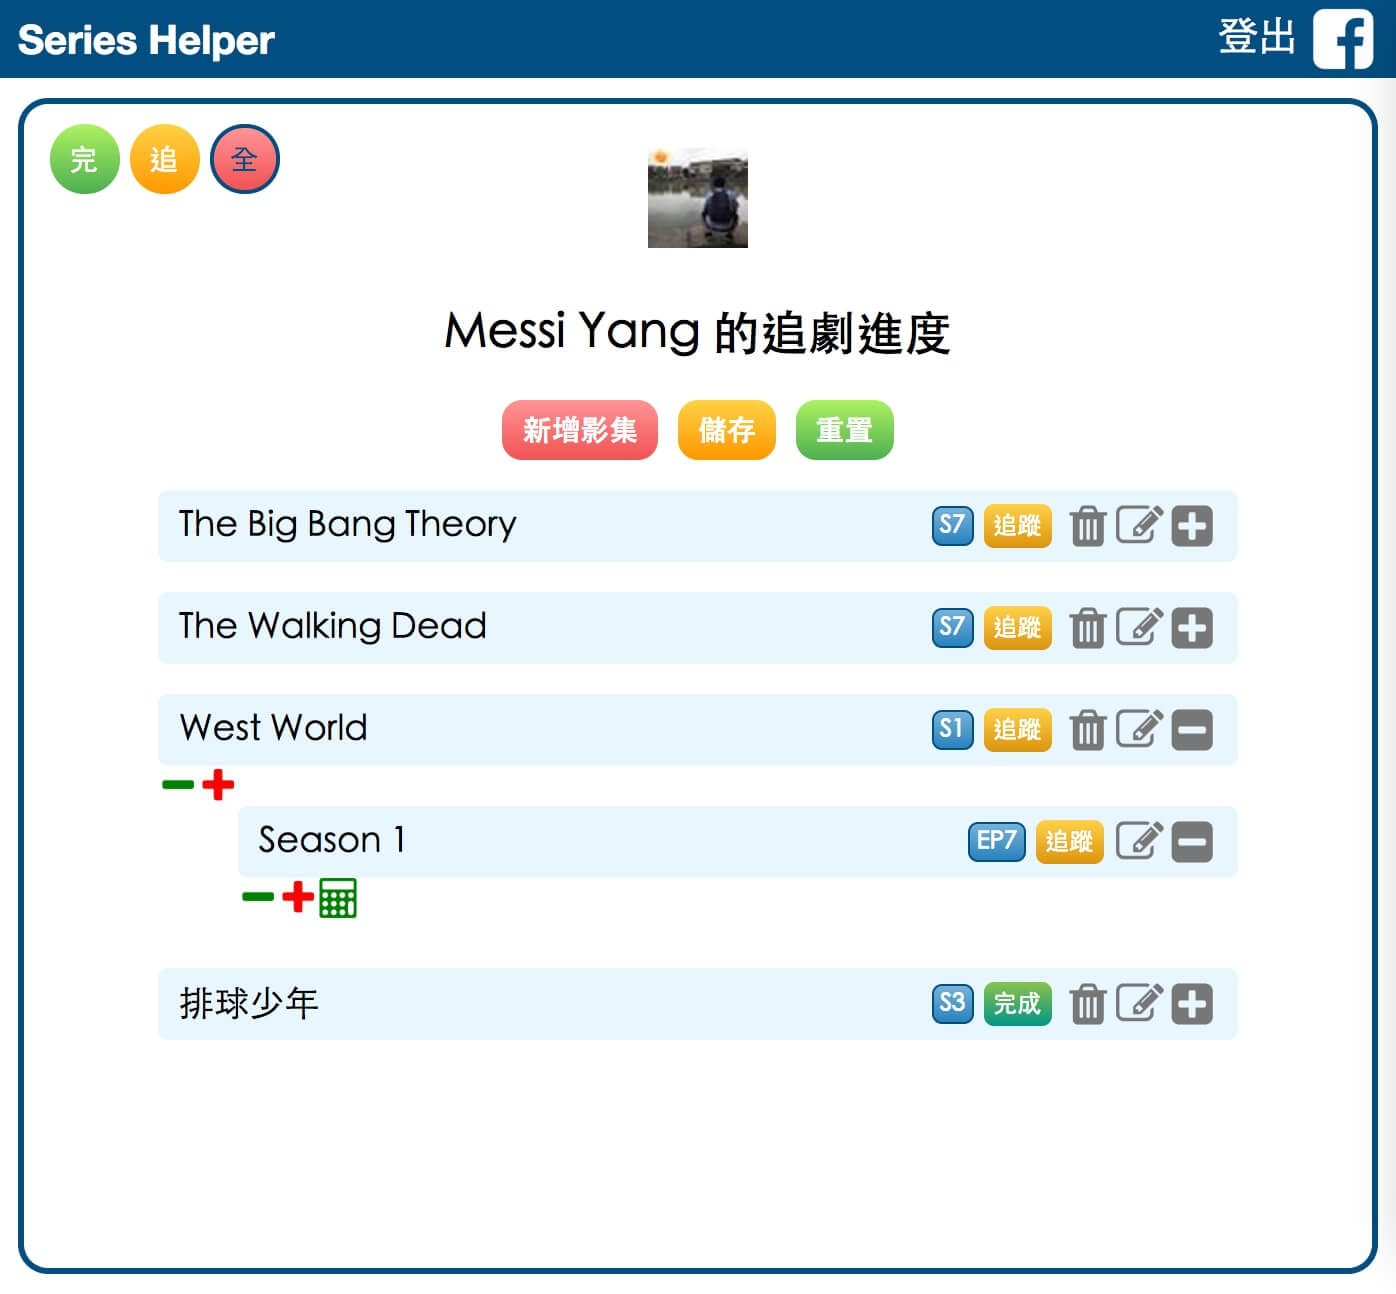 Series Helper 登出
完 追 全
Messi Yang 的追劇進度
新增影集 儲存 重置
The Big Bang Theory S7 追蹤
The Walking Dead S7 追蹤
West World S1 追蹤
Season 1 EP7 追蹤
排球少年 S3 完成